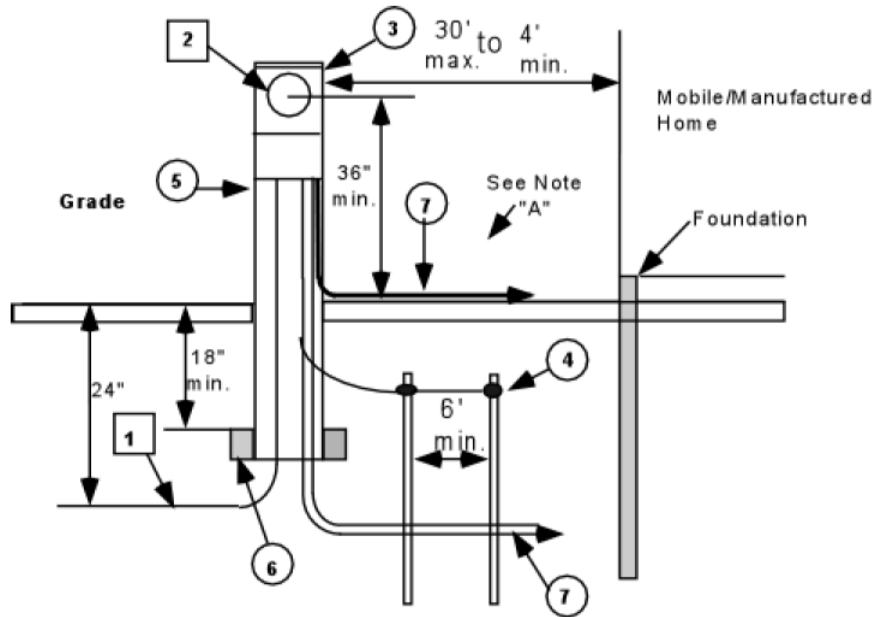 2
3
30' to 4'
max. min.
Mobile/Manufactured
Home
5
36"
min.
7
See Note
"A"
Grade
Foundation
18"
min.
24"
4
6'
min.
1
6
7